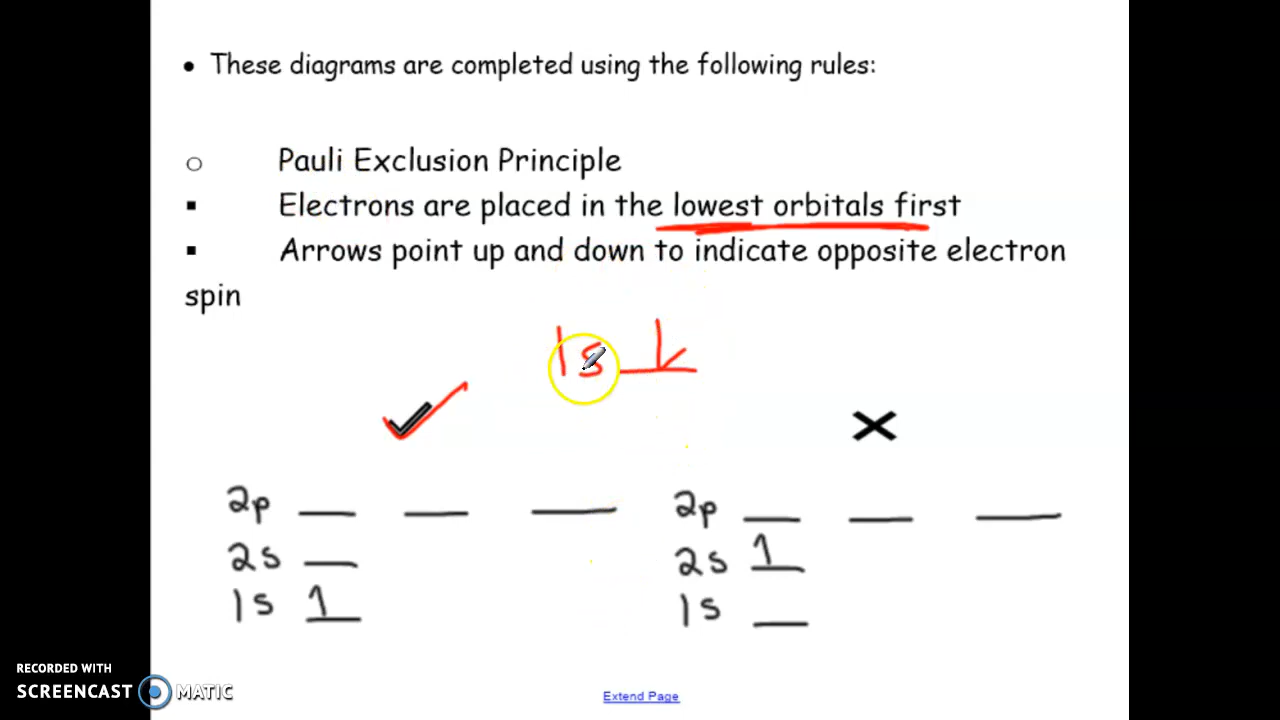 • These diagrams are completed using the following rules:
o Pauli Exclusion Principle
▪ Electrons are placed in the lowest orbitals first
▪ Arrows point up and down to indicate opposite electron
spin
1s
2p
2s
1s 1
2p
2s 1
1s
RECORDED WITH
SCREENCAST MATIC
Extend Page